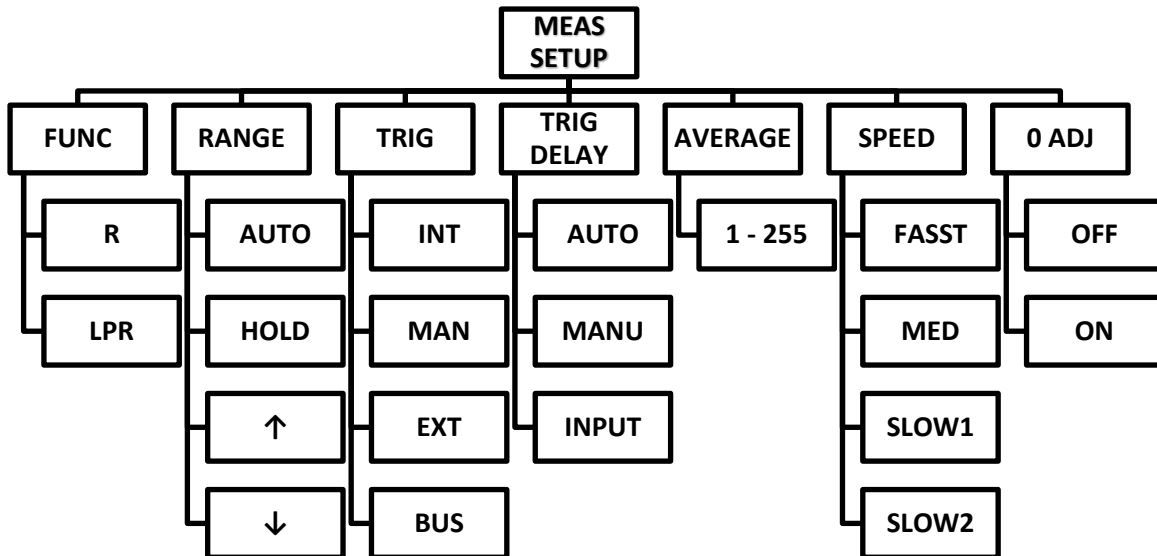 MEAS
SETUP
FUNC
RANGE
TRIG
TRIG
DELAY
AVERAGE
SPEED
0 ADJ
R
AUTO
INT
AUTO
1 - 255
FASST
OFF
LPR
HOLD
MAN
MANU
MED
ON
↑
EXT
INPUT
SLOW1
↓
BUS
SLOW2